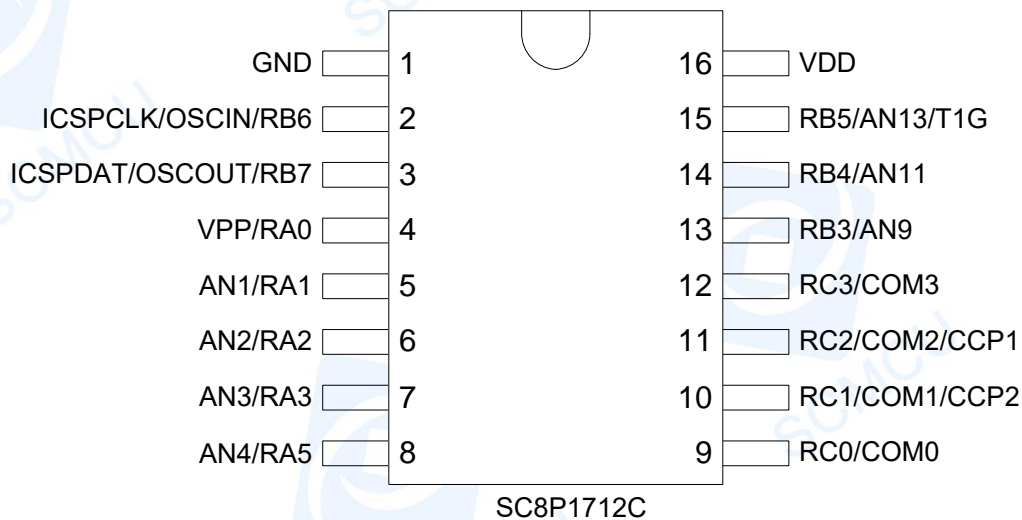 GND 1 16 VDD
ICSPCLK/OSCIN/RB6 2 15 RB5/AN13/T1G
ICSPDAT/OSCOUT/RB7 3 14 RB4/AN11
VPP/RA0 4 13 RB3/AN9
AN1/RA1 5 12 RC3/COM3
AN2/RA2 6 11 RC2/COM2/CCP1
AN3/RA3 7 10 RC1/COM1/CCP2
AN4/RA5 8 9 RC0/COM0
SC8P1712C
SCMCU
SCMCU